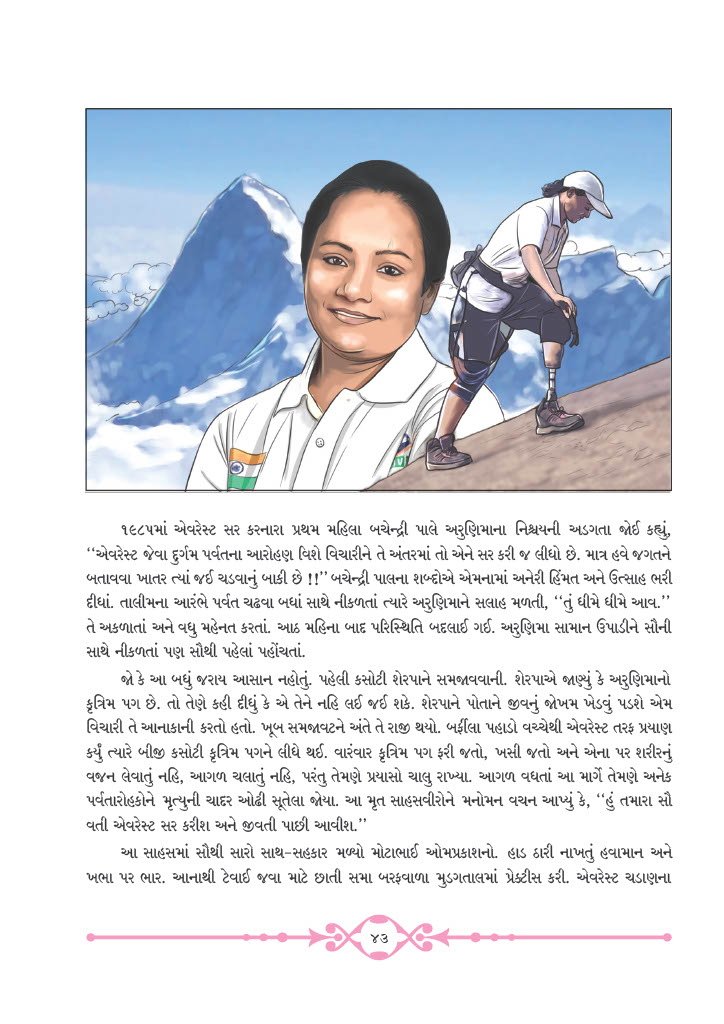 ૧૯૮૫માં એવરેસ્ટ સર કરનારા પ્રથમ મહિલા બચેન્દ્રી પાલે અરુણિમાના નિશ્ચયની અડગતા જોઈ કહ્યું,
‘‘એવરેસ્ટ જેવા દુર્ગમ પર્વતના આરોહણ વિશે વિચારીને તે અંતરમાં તો એને સર કરી જ લીધો છે. માત્ર હવે જગતને
બતાવવા ખાતર ત્યાં જઈ ચડવાનું બાકી છે !!’’ બચેન્દ્રી પાલના શબ્દોએ એમનામાં અનેરી હિંમત અને ઉત્સાહ ભરી
દીધાં. તાલીમના આરંભે પર્વત ચઢવા બધાં સાથે નીકળતાં ત્યારે અરુણિમાને સલાહ મળતી, ‘‘તું ધીમે ધીમે આવ.’’
તે અકળાતાં અને વધુ મહેનત કરતાં. આઠ મહિના બાદ પરિસ્થિતિ બદલાઈ ગઈ. અરુણિમા સામાન ઉપાડીને સૌની
સાથે નીકળતાં પણ સૌથી પહેલાં પહોંચતાં.
જો કે આ બધું જરાય આસાન નહોતું. પહેલી કસોટી શેરપાને સમજાવવાની. શેરપાએ જાણ્યું કે અરુણિમાનો
કૃત્રિમ પગ છે. તો તેણે કહી દીધું કે એ તેને નહિ લઈ જઈ શકે. શેરપાને પોતાને જીવનું જોખમ ખેડવું પડશે એમ
વિચારી તે આનાકાની કરતો હતો. ખૂબ સમજાવટને અંતે તે રાજી થયો. બર્ફીલા પહાડો વચ્ચેથી એવરેસ્ટ તરફ પ્રયાણ
કર્યું ત્યારે બીજી કસોટી કૃત્રિમ પગને લીધે થઈ. વારંવાર કૃત્રિમ પગ ફરી જતો, ખસી જતો અને એના પર શરીરનું
વજન લેવાતું નહિ, આગળ ચલાતું નહિ, પરંતુ તેમણે પ્રયાસો ચાલુ રાખ્યા. આગળ વધતાં આ માર્ગે તેમણે અનેક
પર્વતારોહકોને મૃત્યુની ચાદર ઓઢી સૂતેલા જોયા. આ મૃત સાહસવીરોને મનોમન વચન આપ્યું કે, ‘‘હું તમારા સૌ
વતી એવરેસ્ટ સર કરીશ અને જીવતી પાછી આવીશ.’’
આ સાહસમાં સૌથી સારો સાથ-સહકાર મળ્યો મોટાભાઈ ઓમપ્રકાશનો. હાડ ઠારી નાખતું હવામાન અને
ખભા પર ભાર. આનાથી ટેવાઈ જવા માટે છાતી સમા બરફવાળા મુડગતાલમાં પ્રેક્ટીસ કરી. એવરેસ્ટ ચડાણના
૪૩